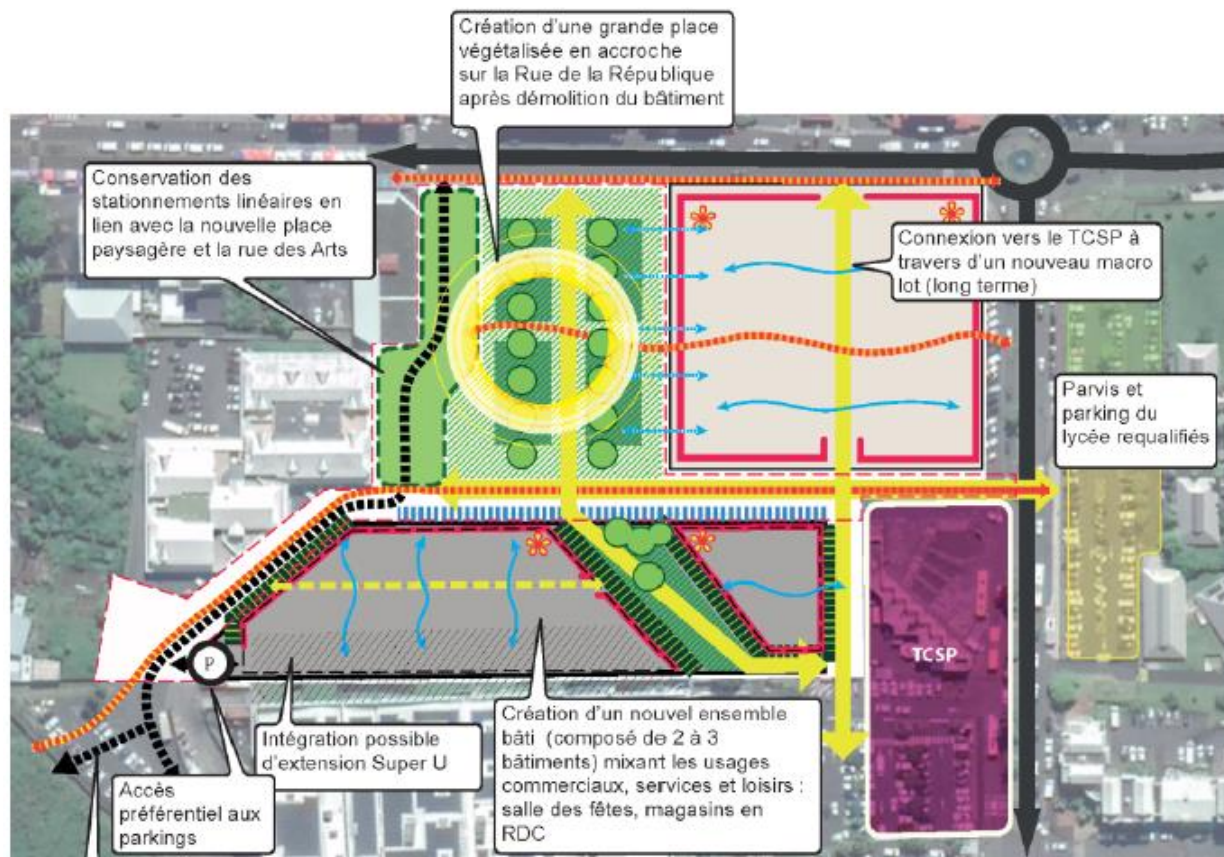 Création d'une grande place
végétalisée en accroche
sur la Rue de la République
après démolition du bâtiment
Conservation des
stationnements linéaires en
lien avec la nouvelle place
paysagère et la rue des Arts
Connexion vers le TCSP à
travers d'un nouveau macro
lot (long terme)
Parvis et
parking du
lycée requalifiés
TCSP
P
Intégration possible
d'extension Super U
Création d'un nouvel ensemble
bâti (composé de 2 à 3
bâtiments) mixant les usages
commerciaux, services et loisirs :
salle des fêtes, magasins en
RDC
Accès
préférentiel aux
parkings